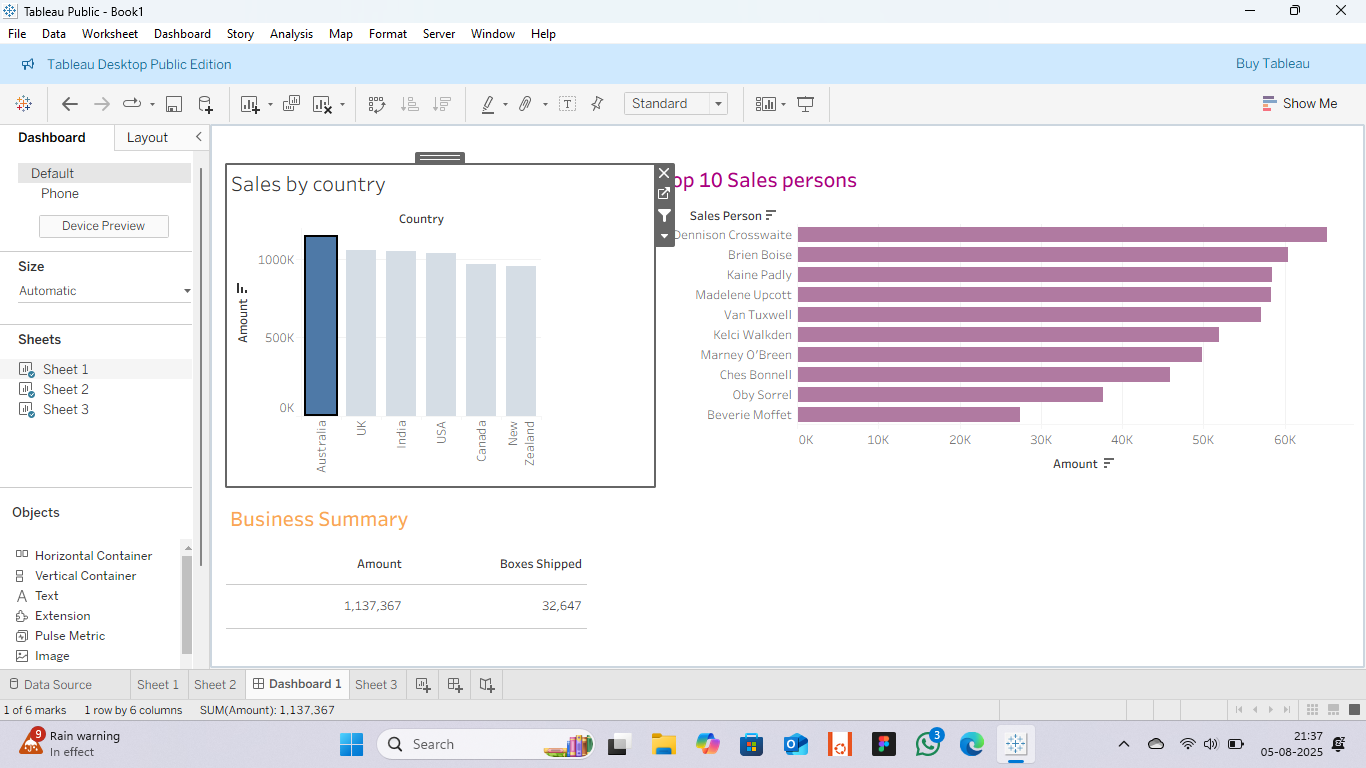 Tableau Public - Book1
File Data Worksheet Dashboard Story Analysis Map Format Server Window Help
Tableau Desktop Public Edition
Buy Tableau
Standard
Show Me
Dashboard
Layout
Default
Phone
Device Preview
Size
Automatic
Sheets
Sheet 1
Sheet 2
Sheet 3
Objects
Horizontal Container
Vertical Container
Text
Extension
Pulse Metric
Image
Sales by country
Country
Amount
1000K
500K
0K
Australia
UK
India
USA
Canada
New
Zealand
op 10 Sales persons
Sales Person
Dennison Crosswaite
Brien Boise
Kaine Padly
Madelene Upcott
Van Tuxwell
Kelci Walkden
Marney O'Breen
Ches Bonnell
Oby Sorrel
Beverie Moffet
0K 10K 20K 30K 40K 50K 60K
Amount
Business Summary
Amount Boxes Shipped
1,137,367 32,647
Data Source Sheet 1 Sheet 2 Dashboard 1 Sheet 3
1 of 6 marks 1 row by 6 columns SUM(Amount): 1,137,367
9
Rain warning
In effect
Search
3
21:37
05-08-2025